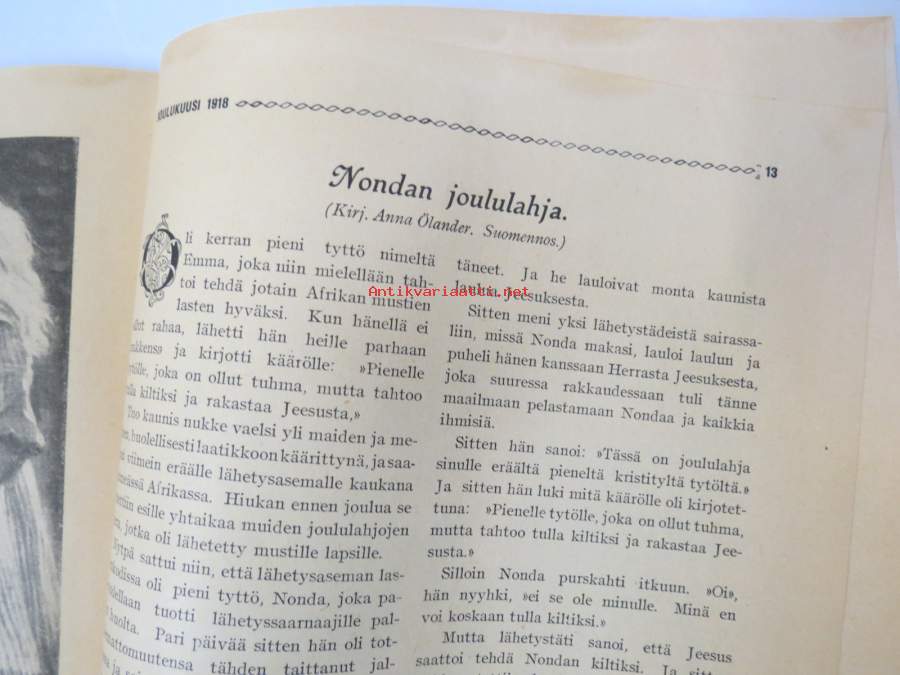 JOULUKUUSI 1918
13
Nondan joululahja.
(Kirj. Anna Ölander. Suomennos.)
Oli kerran pieni tyttö nimeltä
Emma, joka niin mielellään tah-
toi tehdä jotain Afrikan mustien
lasten hyväksi. Kun hänellä ei
rahaa, lähetti hän heille parhaan
ja kirjotti käärölle: »Pienelle
joka on ollut tuhma, mutta tahtoo
kiltiksi ja rakastaa Jeesusta,»
Tuo kaunis nukke vaelsi yli maiden ja me-
huolellisesti laatikkoon käärittynä, ja saa-
viimein eräälle lähetysasemalle kaukana
Afrikassa. Hiukan ennen joulua se
esille yhtaikaa muiden joululahjojen
jotka oli lähetetty mustille lapsille.
sattui niin, että lähetysaseman las-
oli pieni tyttö, Nonda, joka pa-
tuotti lähetyssaarnaajille pal-
huolta. Pari päivää sitten hän oli tot-
tähden taittanut jal-
täneet. Ja he lauloivat monta kaunista
laulua Jeesuksesta.
Sitten meni yksi lähetystädeistä sairassa-
liin, missä Nonda makasi, lauloi laulun ja
puheli hänen kanssaan Herrasta Jeesuksesta,
joka suuressa rakkaudessaan tuli tänne
maailmaan pelastamaan Nondaa ja kaikkia
ihmisiä.
Sitten hän sanoi: »Tässä on joululahja
sinulle eräältä pieneltä kristityltä tytöltä.»
Ja sitten hän luki mitä käärölle oli kirjotet-
tuna: »Pienelle tytölle, joka on ollut tuhma,
mutta tahtoo tulla kiltiksi ja rakastaa Jee-
susta.»
Silloin Nonda purskahti itkuun. »Oi»,
hän nyyhki, »ei se ole minulle. Minä en
voi koskaan tulla kiltiksi.»
Mutta lähetystäti sanoi, että Jeesus
saattoi tehdä Nondan kiltiksi. Ja
Antikvariaatti.net